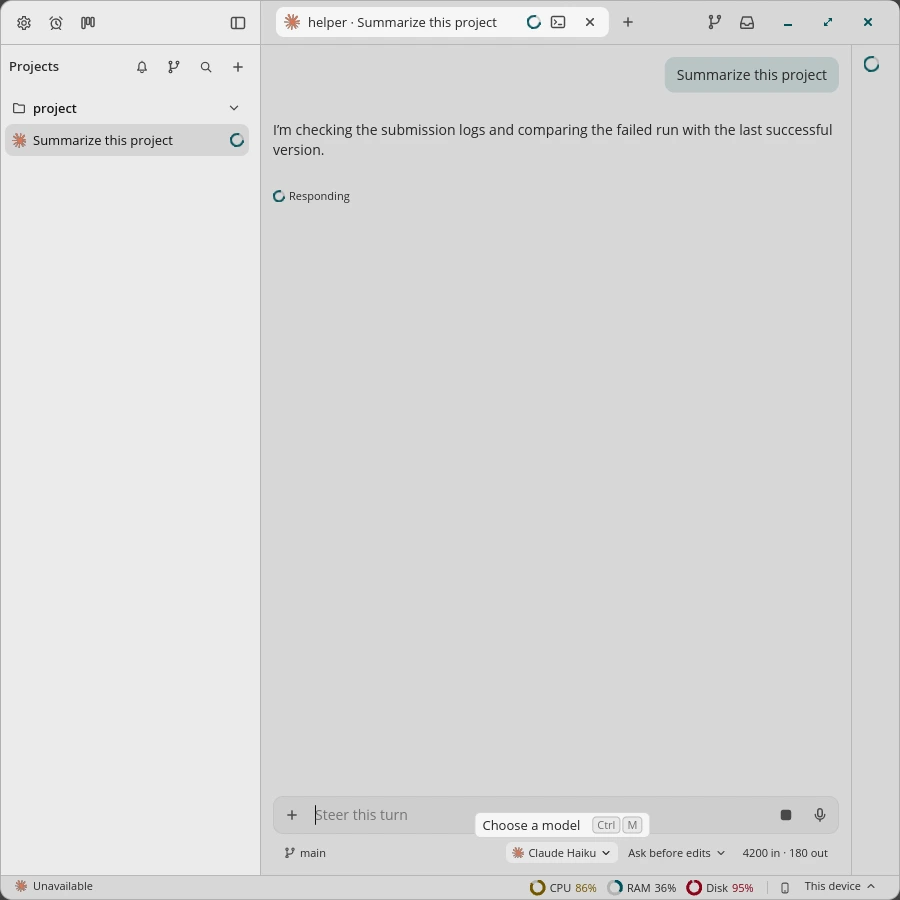 helper · Summarize this project
Projects
project
Summarize this project
Summarize this project
I'm checking the submission logs and comparing the failed run with the last successful
version.
Responding
Steer this turn
Choose a model Ctrl M
main
Claude Haiku
Ask before edits
4200 in · 180 out
Unavailable
CPU 86%
RAM 36%
Disk 95%
This device